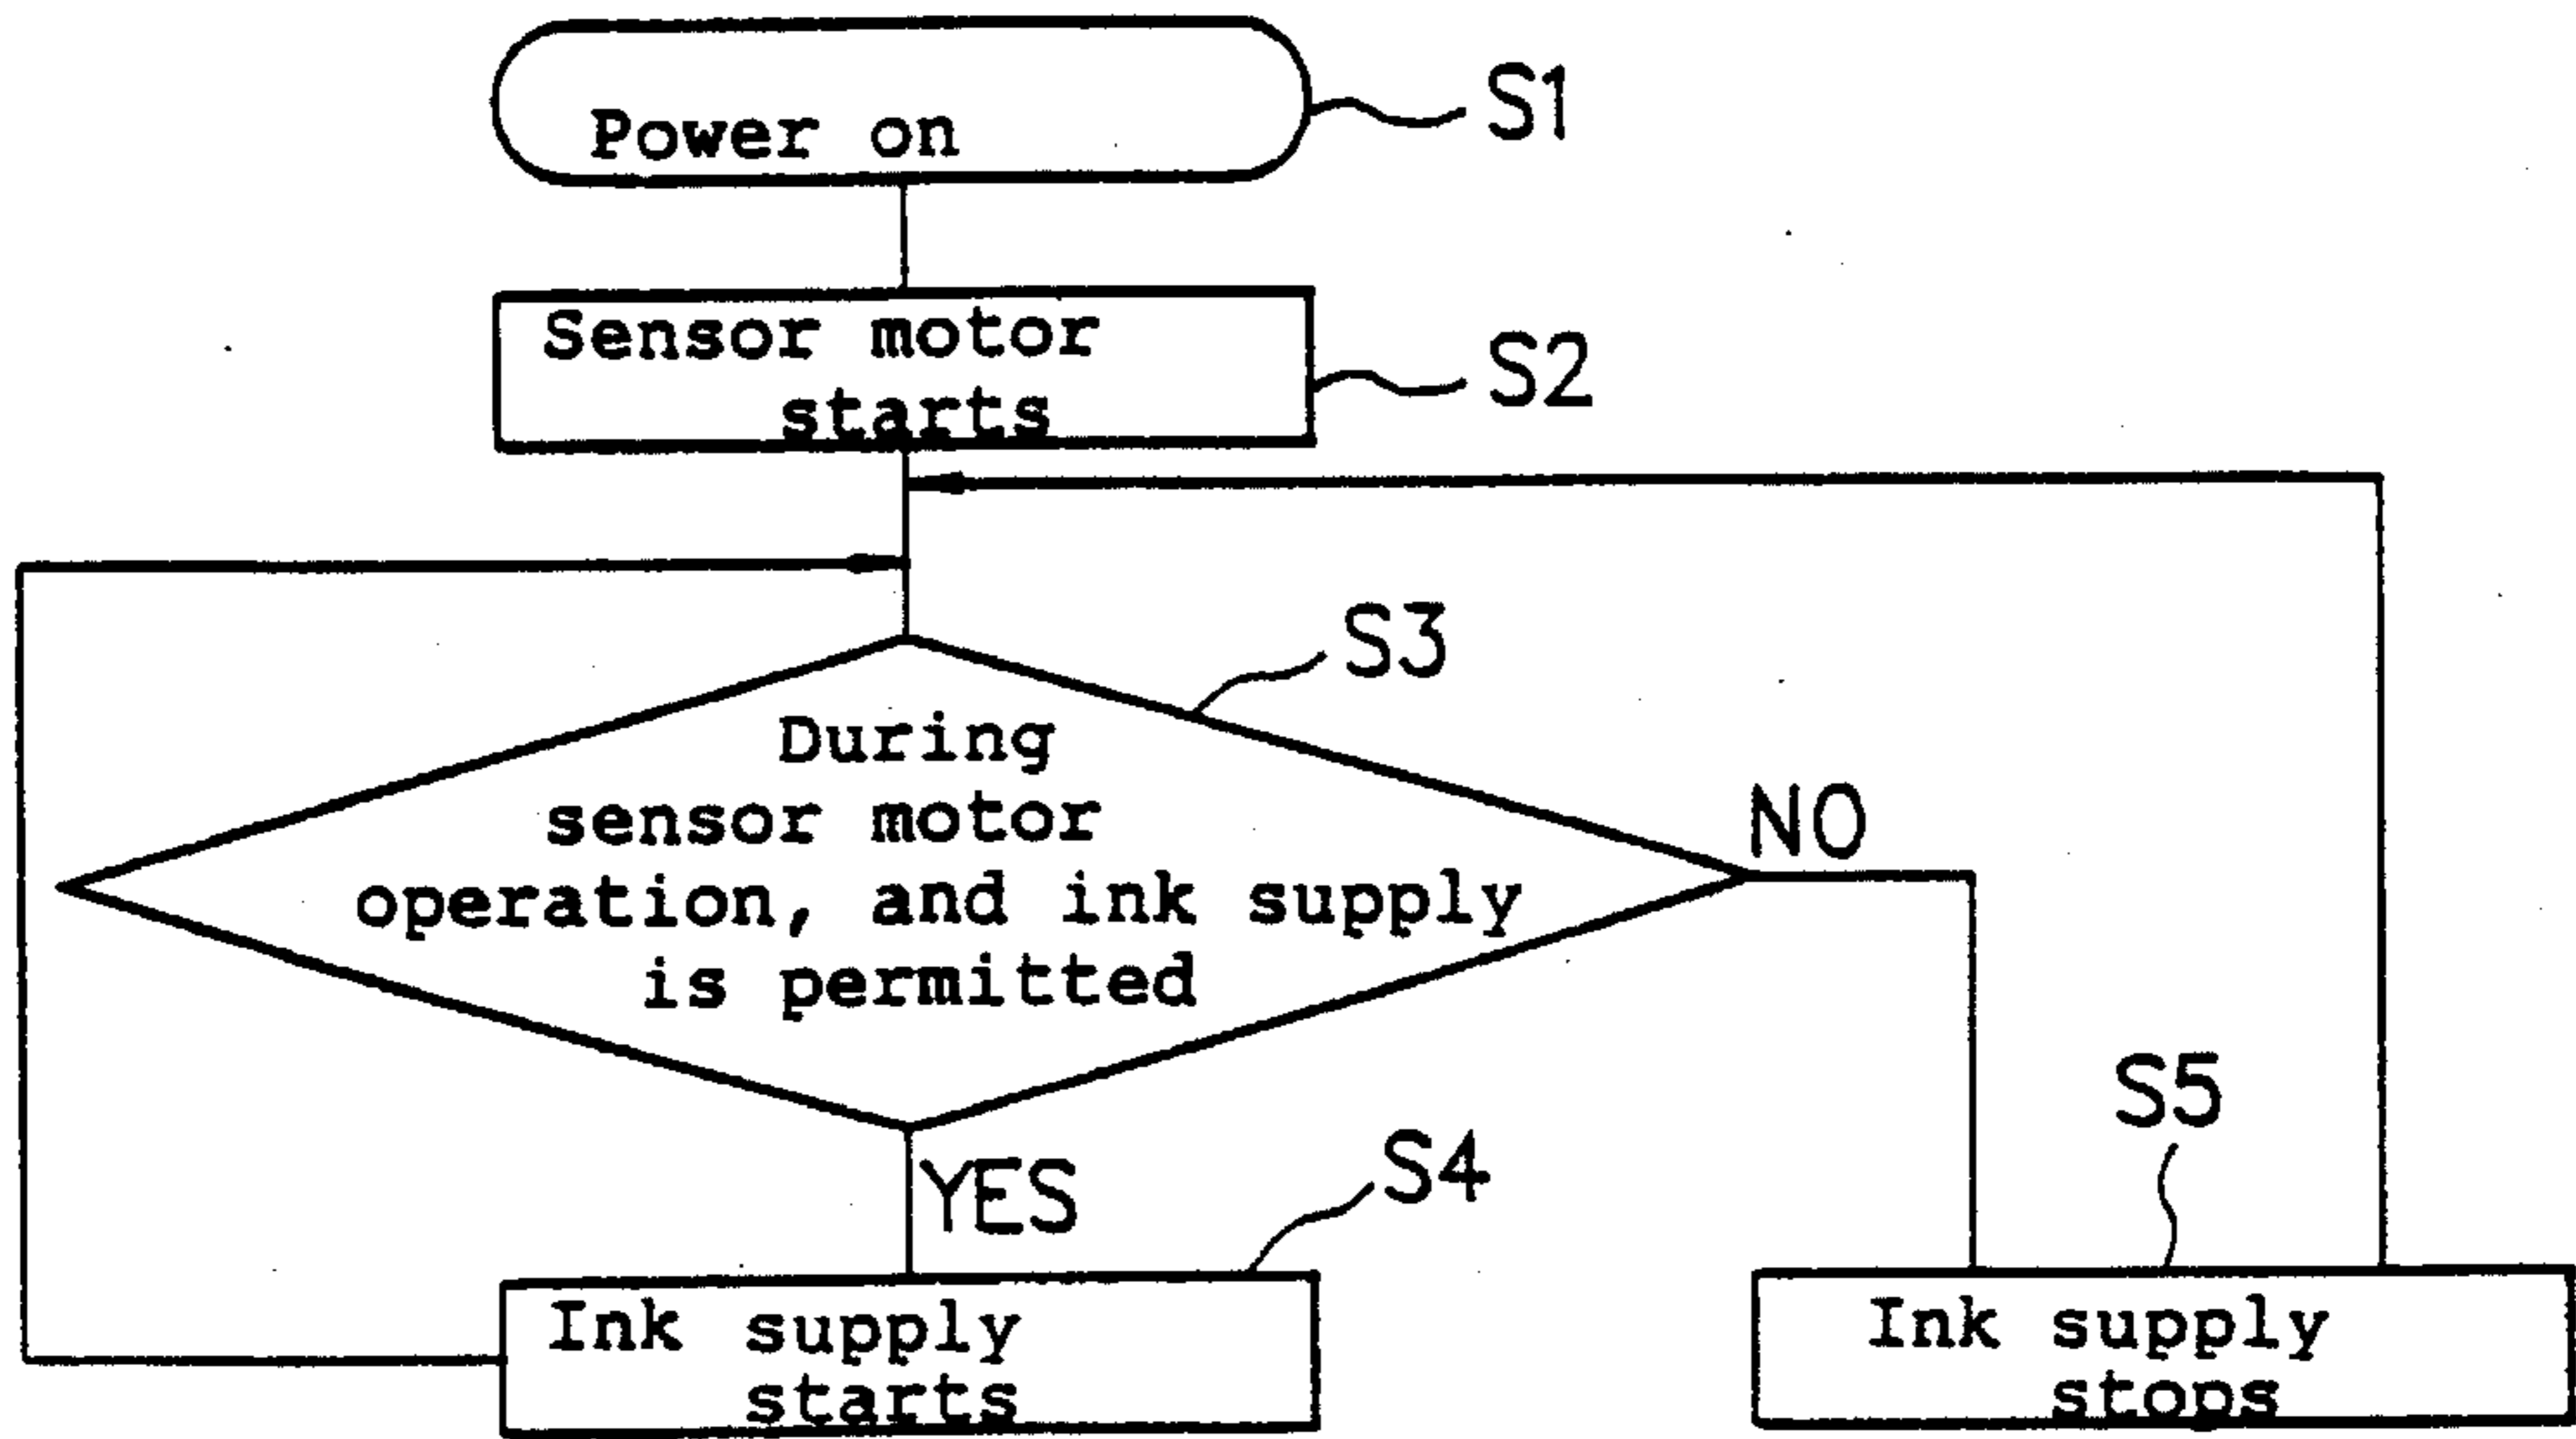 Power on
S1
Sensor motor
starts
S2
S3
During
sensor motor
operation, and ink supply
is permitted
NO
YES
S4
Ink supply
starts
S5
Ink supply
stops